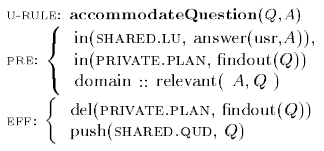 U-RULE: accommodateQuestion(Q, A)
PRE: { in(SHARED.LU, answer(usr,A)),
in(PRIVATE.PLAN, findout(Q))
domain :: relevant( A, Q )
EFF: { del(PRIVATE.PLAN, findout(Q))
push(SHARED.QUD, Q)